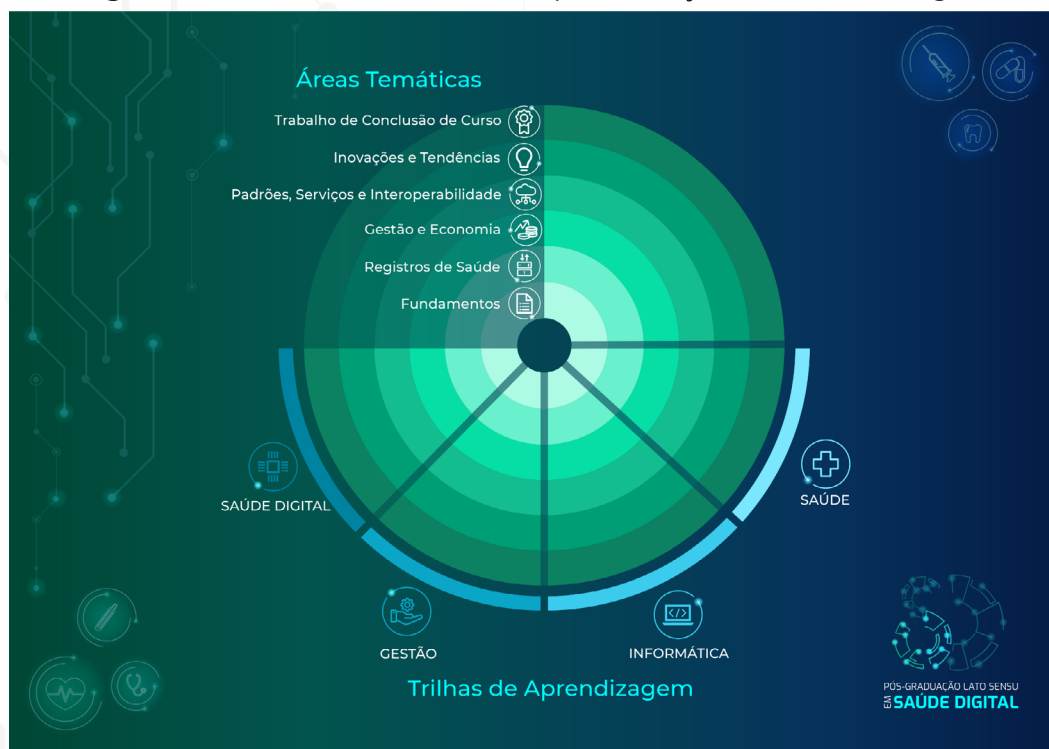 Áreas Temáticas
Trabalho de Conclusão de Curso
Inovações e Tendências
Padrões, Serviços e Interoperabilidade
Gestão e Economia
Registros de Saúde
Fundamentos
SAÚDE DIGITAL
SAÚDE
GESTÃO
INFORMÁTICA
Trilhas de Aprendizagem
PÓS-GRADUAÇÃO LATO SENSU
EM SAÚDE DIGITAL